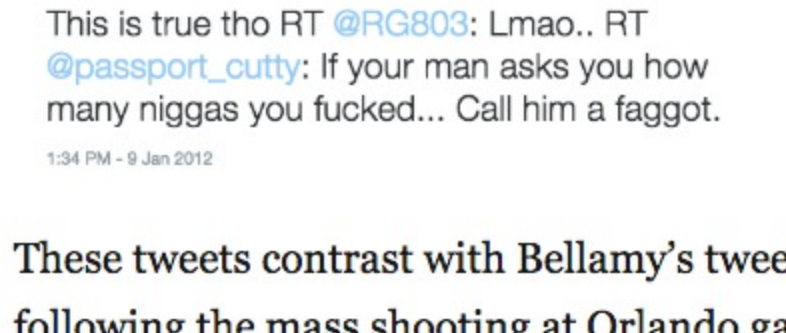 This is true tho RT @RG803: Lmao.. RT
@passport_cutty: If your man asks you how
many niggas you fucked... Call him a faggot.
1:34 PM - 9 Jan 2012
These tweets contrast with Bellamy's
following the mass shooting at Orlando